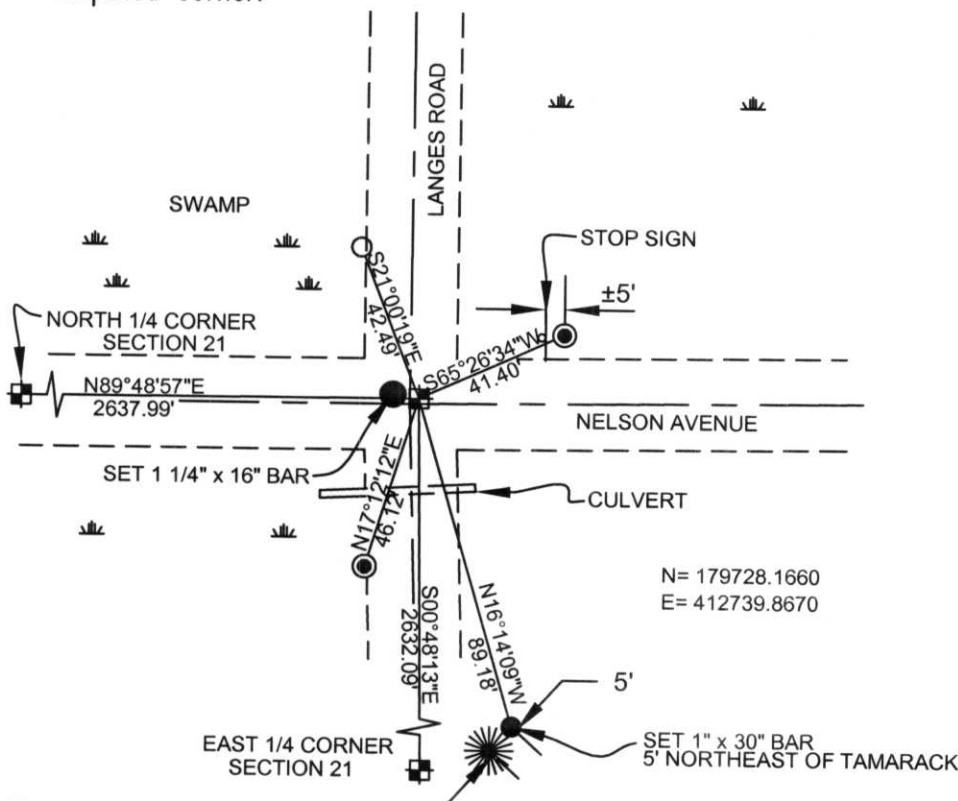 LANGES ROAD
SWAMP
STOP SIGN
±5'
S21°00'19"E
42.49'
NORTH 1/4 CORNER
SECTION 21
S65°26'34"W
41.40'
N89°48'57"E
2637.99'
NELSON AVENUE
SET 1 1/4" x 16" BAR
N17°12'12"E
46.12'
CULVERT
N= 179728.1660
E= 412739.8670
S00°48'13"E
2632.09'
N16°14'09"W
89.18'
5'
EAST 1/4 CORNER
SECTION 21
SET 1" x 30" BAR
5' NORTHEAST OF TAMARACK